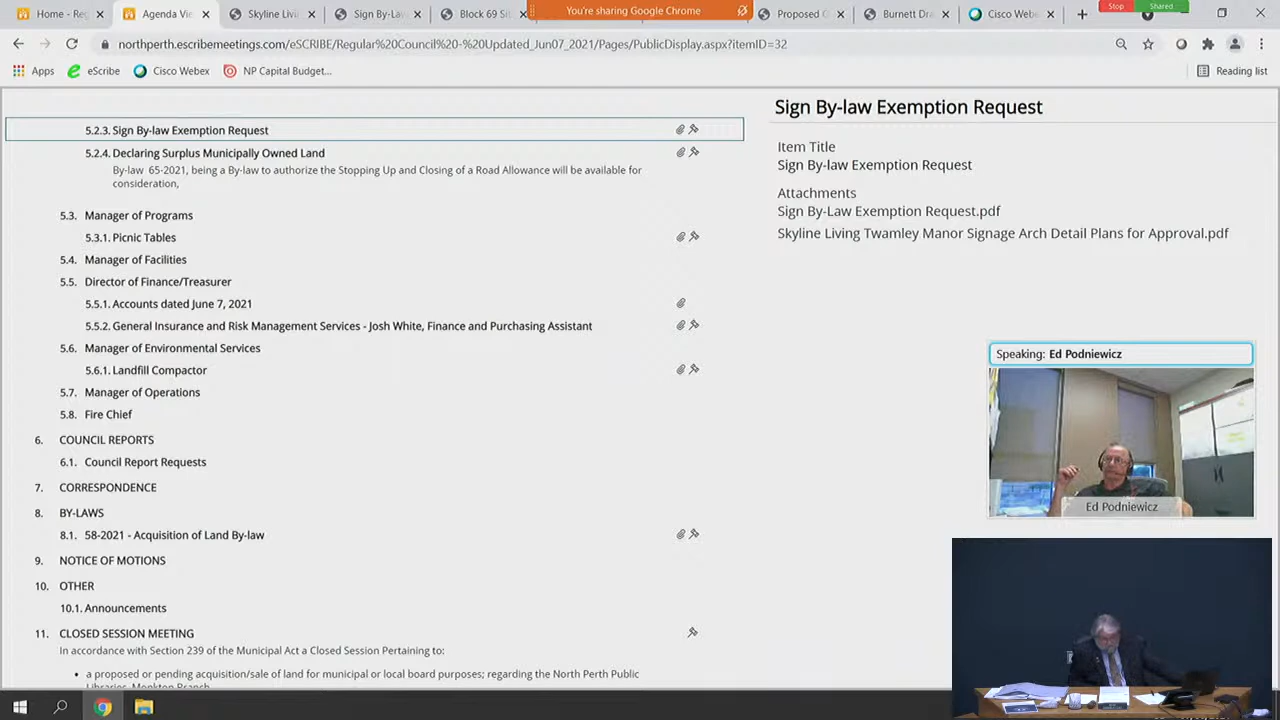 Home - Reg
Agenda Vie
Skyline Livi
Sign By-Law
Block 69 Sit
You're sharing Google Chrome
Proposed G
Burnett Dra
Cisco Webe
Stop
Shared
northperth.escribemeetings.com/eSCRIBE/Regular%20Council%20-%20Updated_Jun07_2021/Pages/PublicDisplay.aspx?itemID=32
Apps
eScribe
Cisco Webex
NP Capital Budget...
Reading list
5.2.3. Sign By-law Exemption Request
5.2.4. Declaring Surplus Municipally Owned Land
By-law 65-2021, being a By-law to authorize the Stopping Up and Closing of a Road Allowance will be available for
consideration,
5.3. Manager of Programs
5.3.1. Picnic Tables
5.4. Manager of Facilities
5.5. Director of Finance/Treasurer
5.5.1. Accounts dated June 7, 2021
5.5.2. General Insurance and Risk Management Services - Josh White, Finance and Purchasing Assistant
5.6. Manager of Environmental Services
5.6.1. Landfill Compactor
5.7. Manager of Operations
5.8. Fire Chief
6. COUNCIL REPORTS
6.1. Council Report Requests
7. CORRESPONDENCE
8. BY-LAWS
8.1. 58-2021 - Acquisition of Land By-law
9. NOTICE OF MOTIONS
10. OTHER
10.1. Announcements
11. CLOSED SESSION MEETING
In accordance with Section 239 of the Municipal Act a Closed Session Pertaining to:
• a proposed or pending acquisition/sale of land for municipal or local board purposes; regarding the North Perth Public
Libraries, Monkton Branch
Sign By-law Exemption Request
Item Title
Sign By-law Exemption Request
Attachments
Sign By-Law Exemption Request.pdf
Skyline Living Twamley Manor Signage Arch Detail Plans for Approval.pdf
Speaking: Ed Podniewicz
Ed Podniewicz